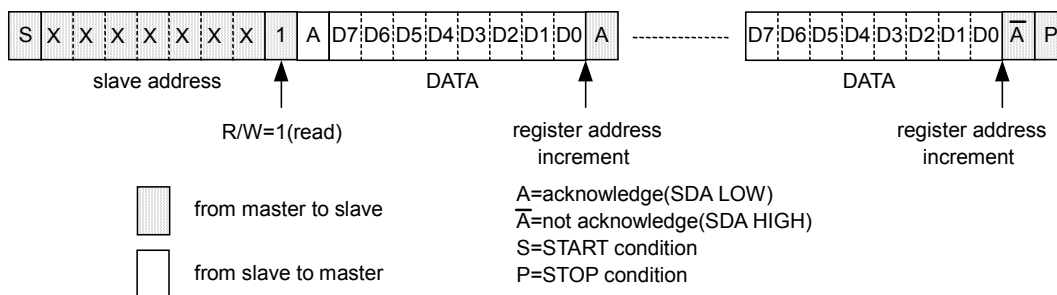 S X X X X X X X 1 A D7 D6 D5 D4 D3 D2 D1 D0 A D7 D6 D5 D4 D3 D2 D1 D0 A̅ P
slave address DATA DATA
R/W=1(read) register address register address
increment increment
from master to slave
from slave to master
A=acknowledge(SDA LOW)
A̅=not acknowledge(SDA HIGH)
S=START condition
P=STOP condition